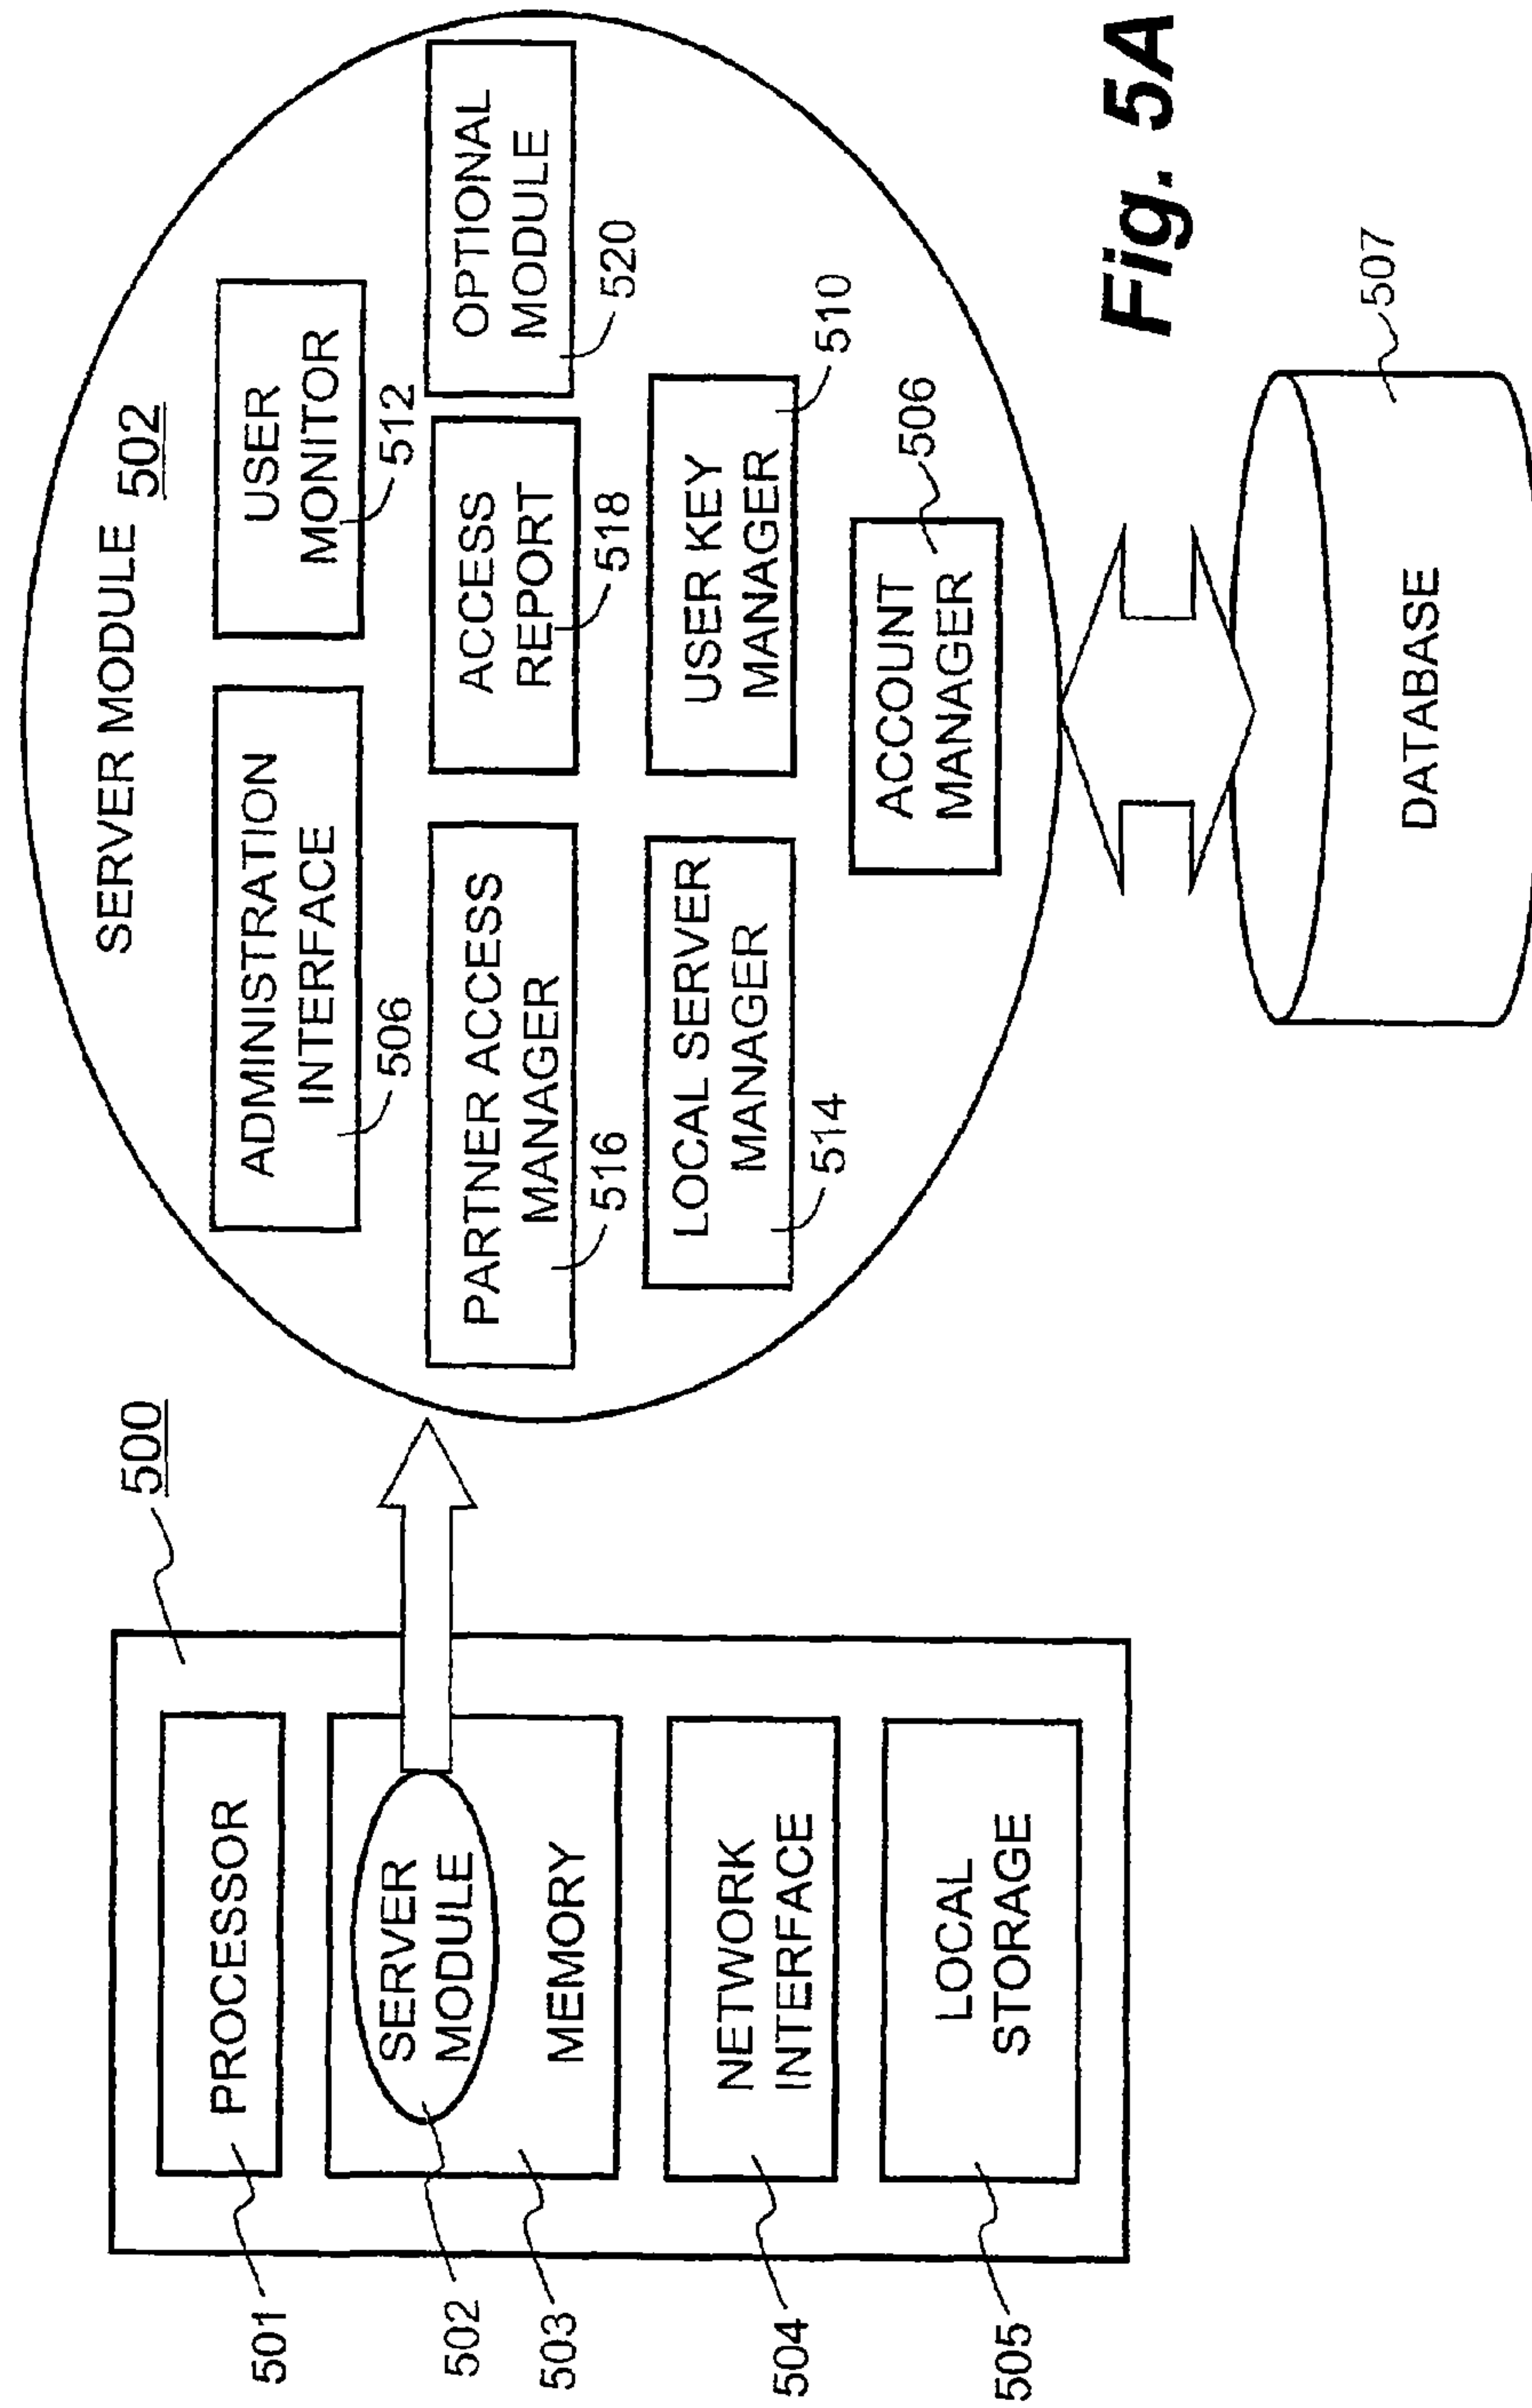 500
501
PROCESSOR
502
SERVER
MODULE
503
MEMORY
504
NETWORK
INTERFACE
505
LOCAL
STORAGE
SERVER MODULE 502
ADMINISTRATION
INTERFACE
506
USER
MONITOR
512
PARTNER ACCESS
MANAGER
516
ACCESS
REPORT
518
OPTIONAL
MODULE
520
LOCAL SERVER
MANAGER
514
USER KEY
MANAGER
510
ACCOUNT
MANAGER
506
DATABASE
507
Fig. 5A